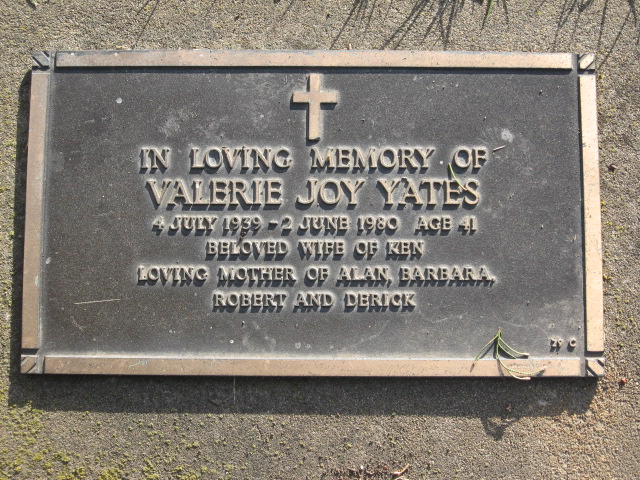 IN LOVING MEMORY OF
VALERIE JOY YATES
4 JULY 1939 - 2 JUNE 1980 AGE 41
BELOVED WIFE OF KEN
LOVING MOTHER OF ALAN, BARBARA,
ROBERT AND DERICK
29 C